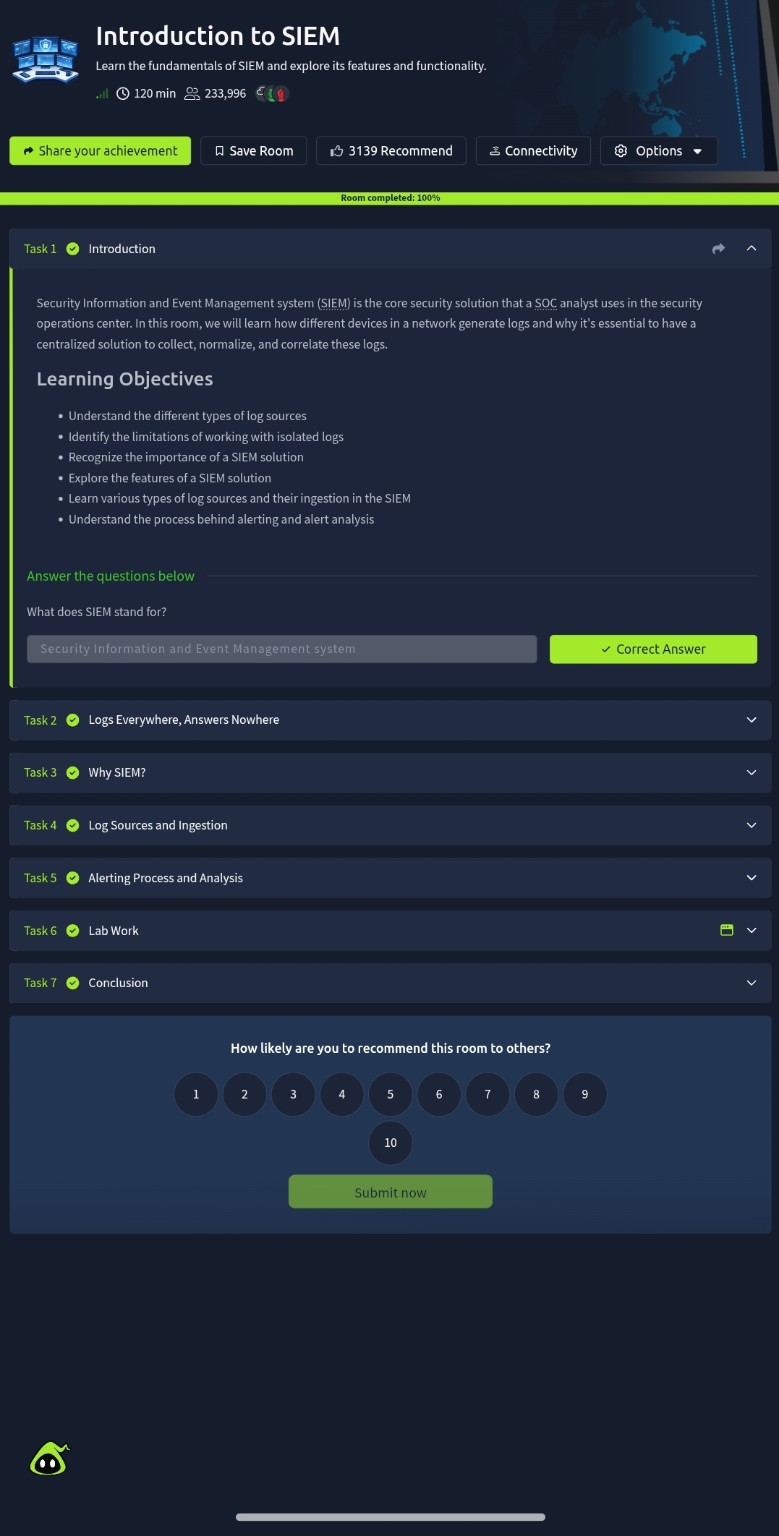 Introduction to SIEM
Learn the fundamentals of SIEM and explore its features and functionality.
120 min 233,996
Share your achievement Save Room 3139 Recommend Connectivity Options
Room completed: 100%
Task 1 Introduction
Security Information and Event Management system (SIEM) is the core security solution that a SOC analyst uses in the security
operations center. In this room, we will learn how different devices in a network generate logs and why it's essential to have a
centralized solution to collect, normalize, and correlate these logs.
Learning Objectives
• Understand the different types of log sources
• Identify the limitations of working with isolated logs
• Recognize the importance of a SIEM solution
• Explore the features of a SIEM solution
• Learn various types of log sources and their ingestion in the SIEM
• Understand the process behind alerting and alert analysis
Answer the questions below
What does SIEM stand for?
Security Information and Event Management system Correct Answer
Task 2 Logs Everywhere, Answers Nowhere
Task 3 Why SIEM?
Task 4 Log Sources and Ingestion
Task 5 Alerting Process and Analysis
Task 6 Lab Work
Task 7 Conclusion
How likely are you to recommend this room to others?
1 2 3 4 5 6 7 8 9
10
Submit now